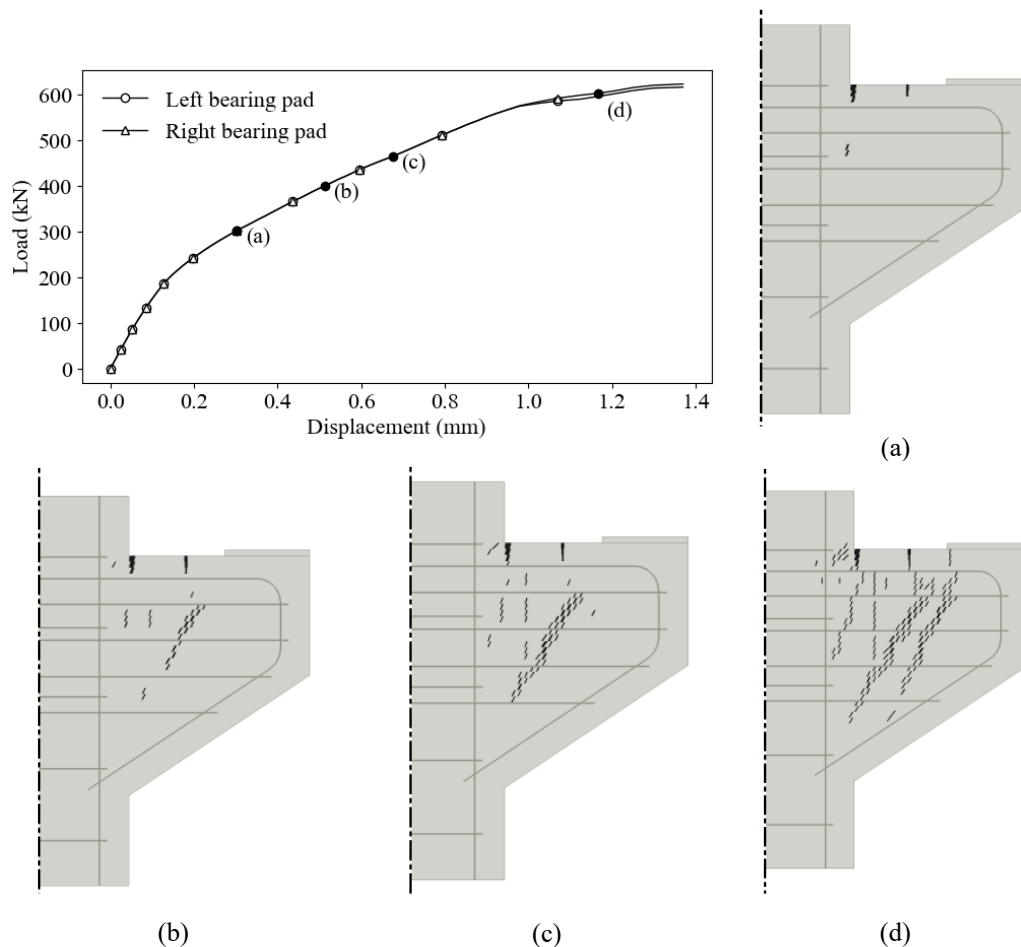 Left bearing pad
Right bearing pad
Load (kN)
600
500
400
300
200
100
0
(a)
(b)
(c)
(d)
0.0 0.2 0.4 0.6 0.8 1.0 1.2 1.4
Displacement (mm)
(a)
(b) (c) (d)